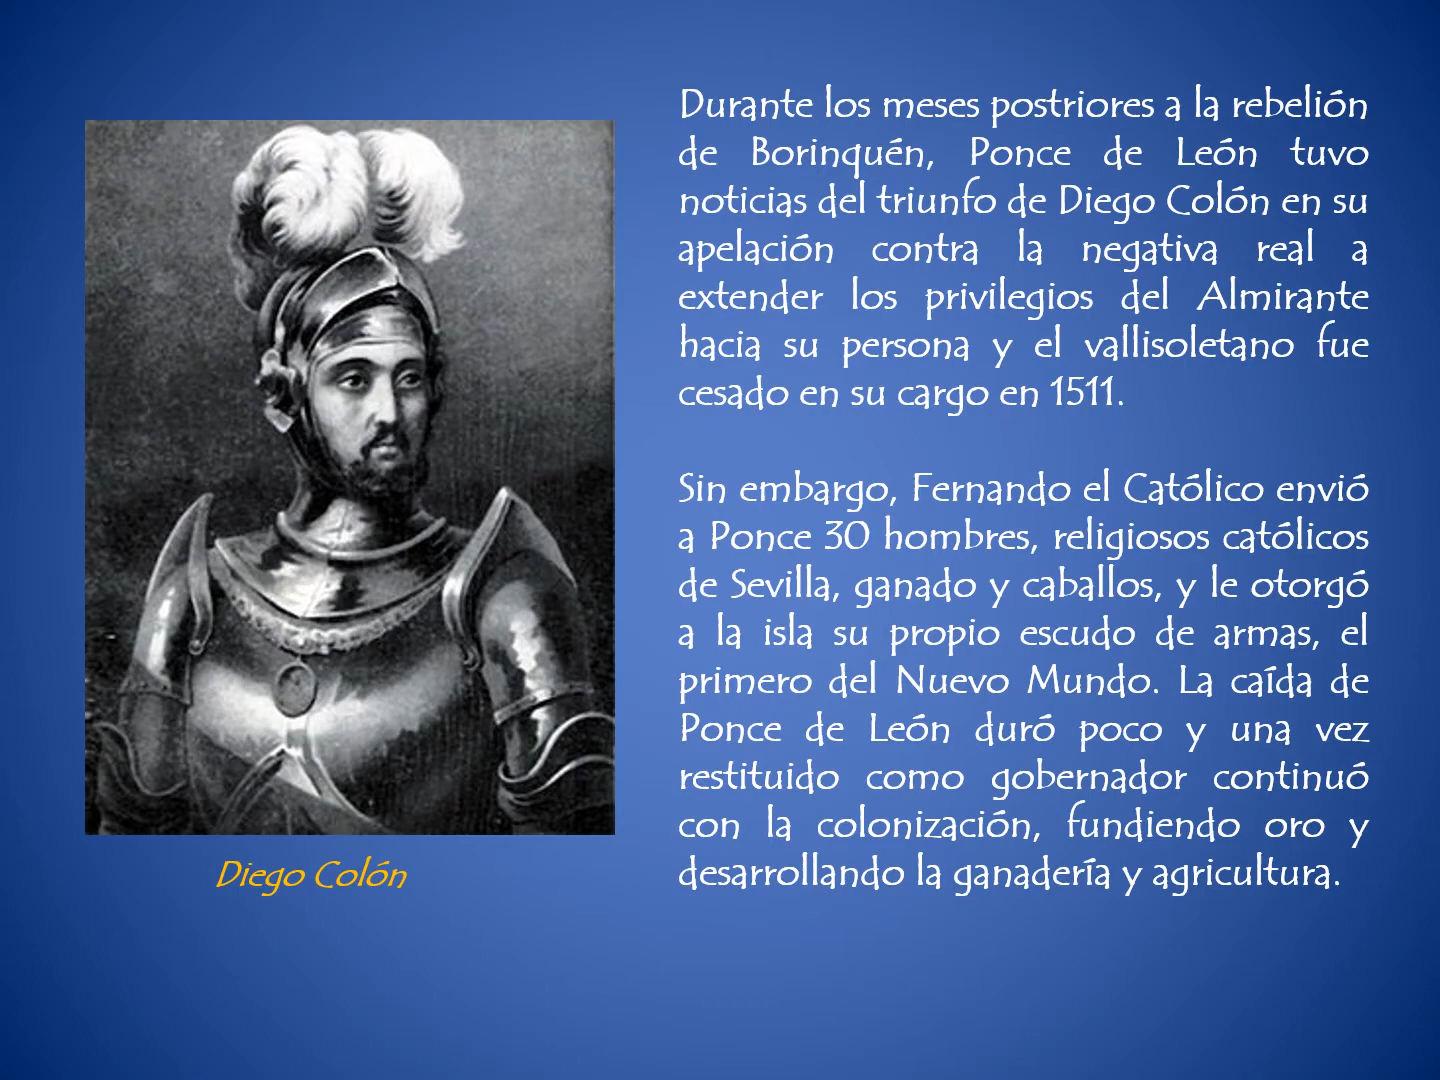 Durante los meses postriores a la rebelión
de Borinquén, Ponce de León tuvo
noticias del triunfo de Diego Colón en su
apelación contra la negativa real a
extender los privilegios del Almirante
hacia su persona y el vallisoletano fue
cesado en su cargo en 1511.
Sin embargo, Fernando el Católico envió
a Ponce 30 hombres, religiosos católicos
de Sevilla, ganado y caballos, y le otorgó
a la isla su propio escudo de armas, el
primero del Nuevo Mundo. La caída de
Ponce de León duró poco y una vez
restituido como gobernador continuó
con la colonización, fundiendo oro y
desarrollando la ganadería y agricultura.
Diego Colón